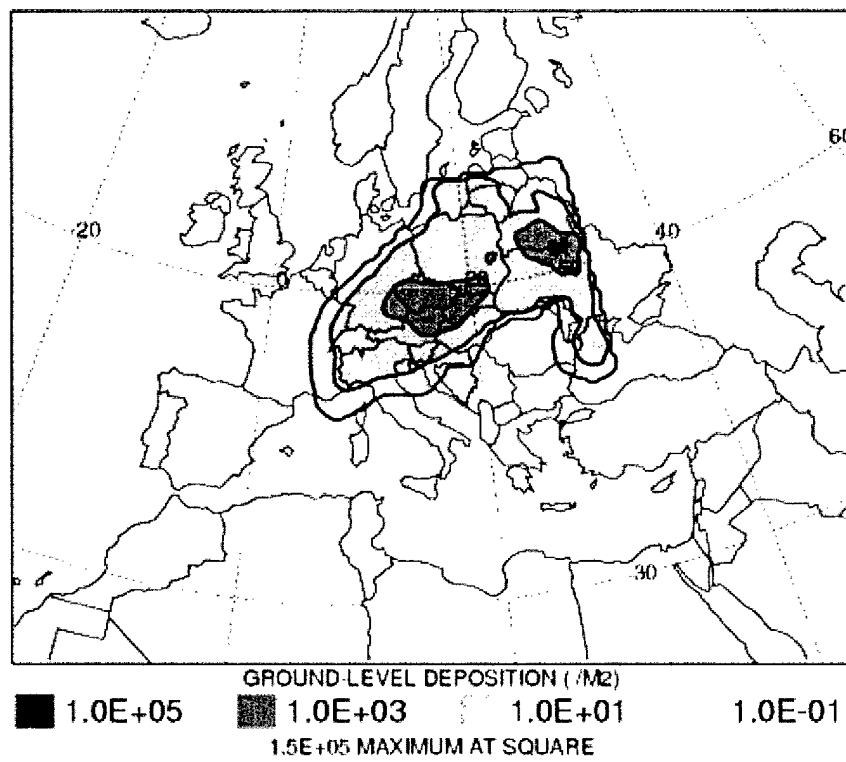 60
20
40
30
GROUND-LEVEL DEPOSITION ( /M2)
1.0E+05 1.0E+03 1.0E+01 1.0E-01
1.5E+05 MAXIMUM AT SQUARE